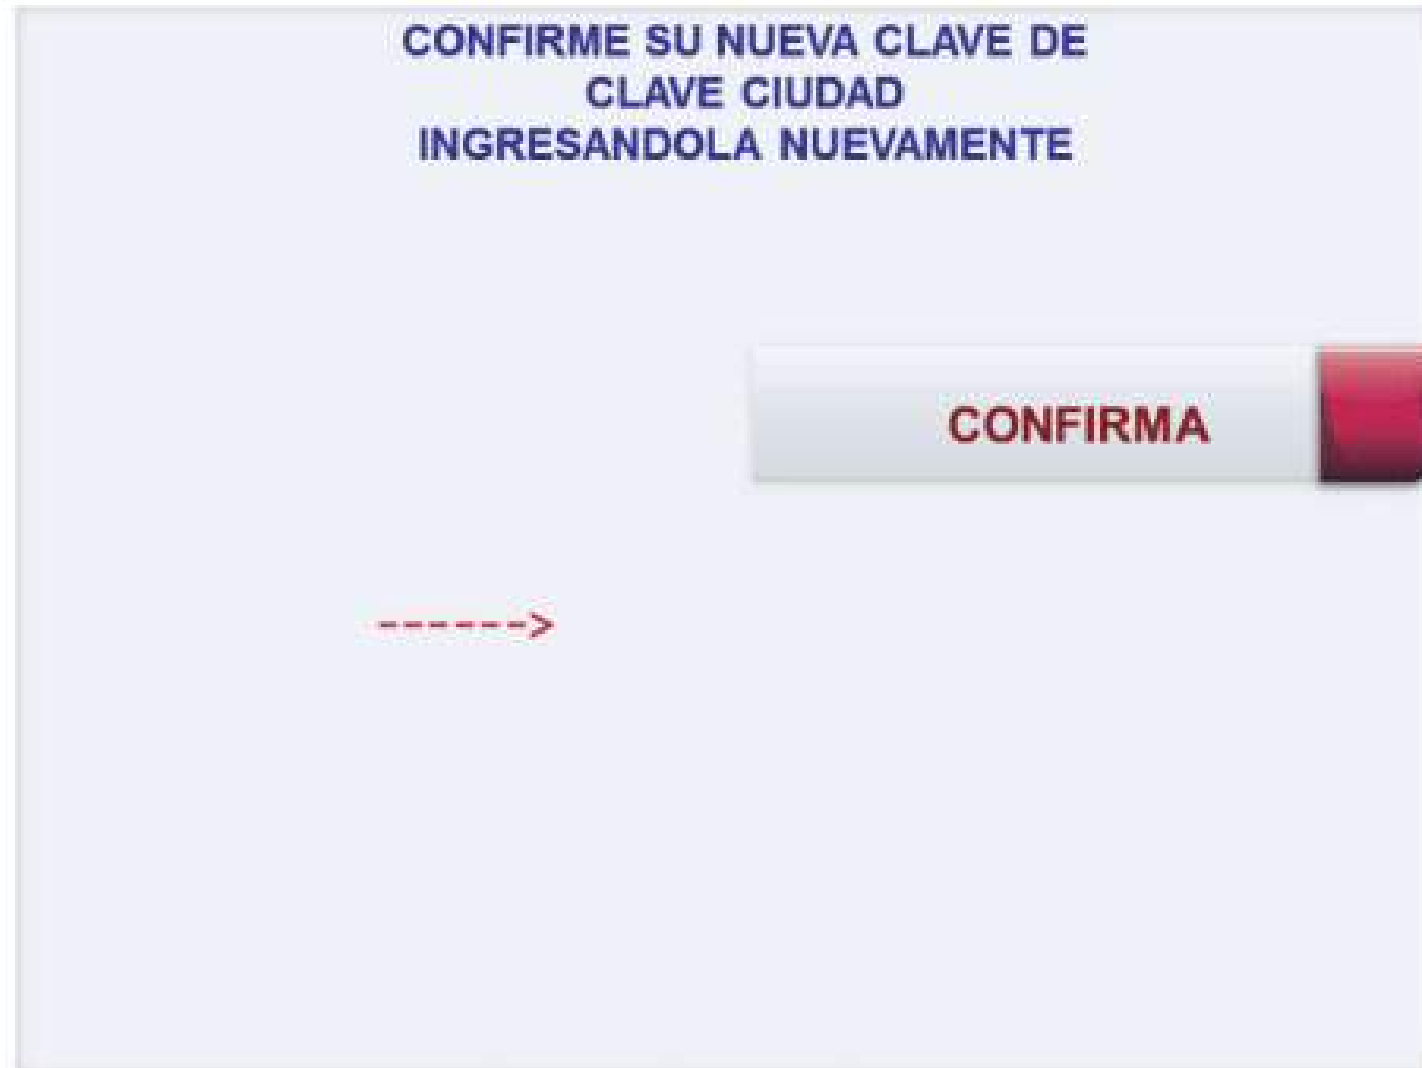 CONFIRME SU NUEVA CLAVE DE
CLAVE CIUDAD
INGRESANDOLA NUEVAMENTE
CONFIRMA
------->